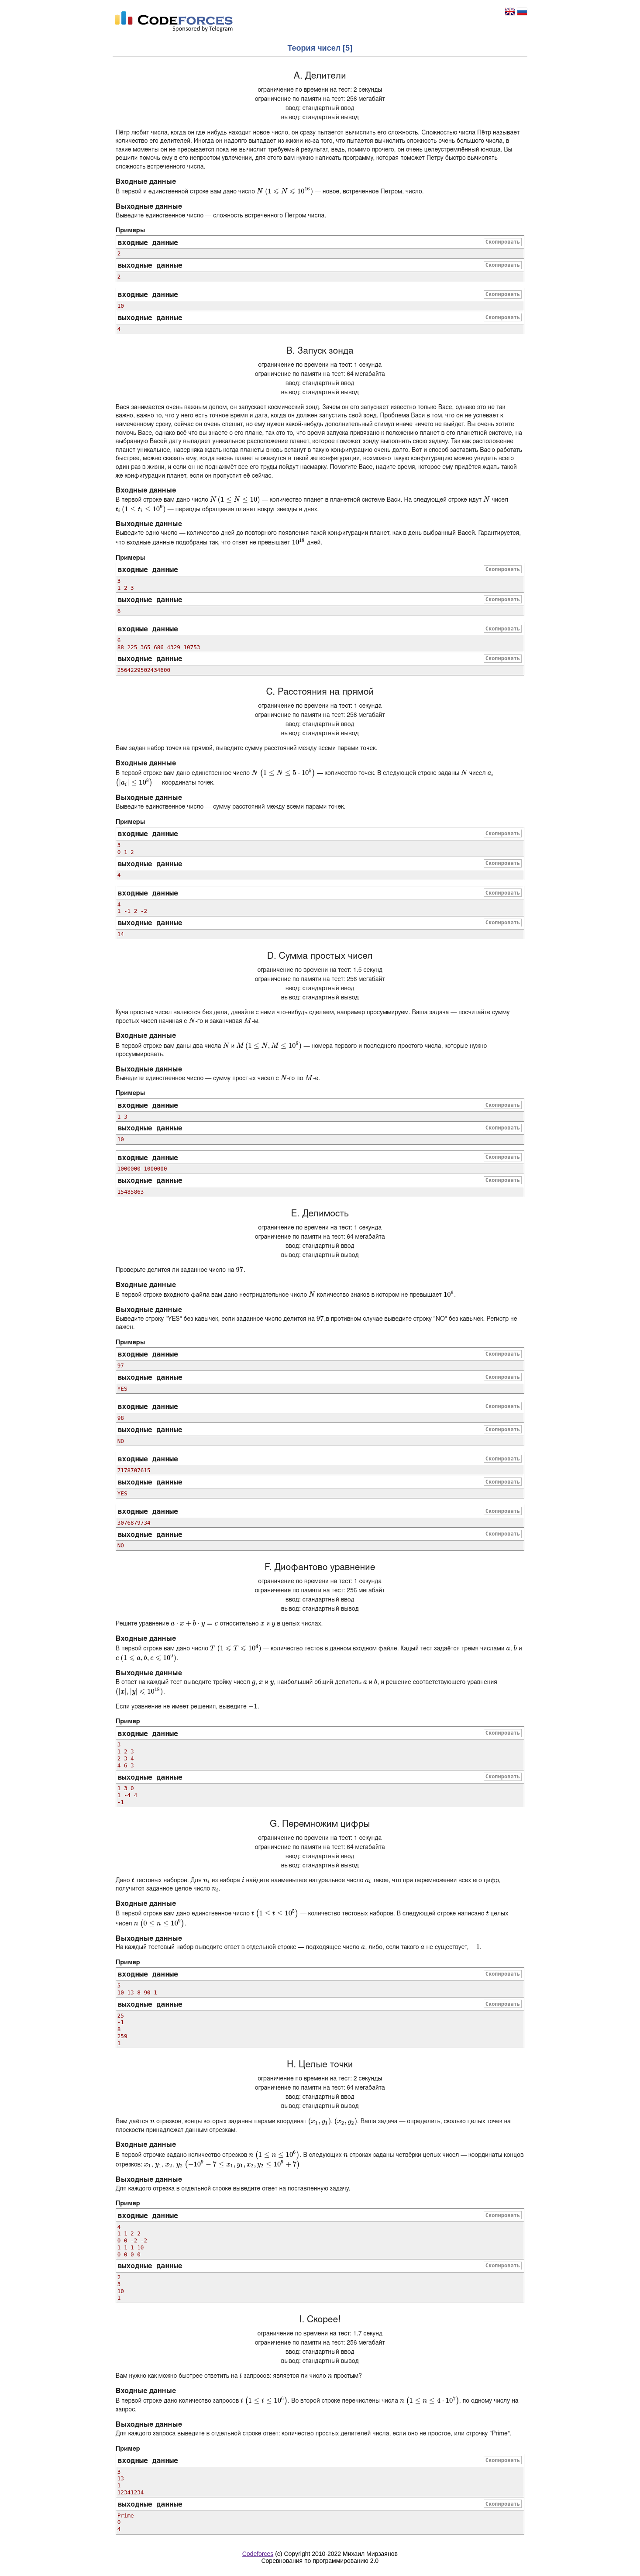 CODEFORCES
Sponsored by Telegram
Теория чисел [5]
A. Делители
ограничение по времени на тест: 2 секунды
ограничение по памяти на тест: 256 мегабайт
ввод: стандартный ввод
вывод: стандартный вывод
Пётр любит числа, когда он где-нибудь находит новое число, он сразу пытается вычислить его сложность. Сложностью числа Пётр называет
количество его делителей. Иногда он надолго выпадает из жизни из-за того, что пытается вычислить сложность очень большого числа, в
такие моменты он не прерывается пока не вычислит требуемый результат, ведь, помимо прочего, он очень целеустремлённый юноша. Вы
решили помочь ему в его непростом увлечении, для этого вам нужно написать программу, которая поможет Петру быстро вычислять
сложность встреченного числа.
Входные данные
В первой и единственной строке вам дано число N (1 ⩽ N ⩽ 10^16) — новое, встреченное Петром, число.
Выходные данные
Выведите единственное число — сложность встреченного Петром числа.
Примеры
входные данные Скопировать
2
выходные данные Скопировать
2
входные данные Скопировать
10
выходные данные Скопировать
4
B. Запуск зонда
ограничение по времени на тест: 1 секунда
ограничение по памяти на тест: 64 мегабайта
ввод: стандартный ввод
вывод: стандартный вывод
Вася занимается очень важным делом, он запускает космический зонд. Зачем он его запускает известно только Васе, однако это не так
важно, важно то, что у него есть точное время и дата, когда он должен запустить свой зонд. Проблема Васи в том, что он не успевает к
намеченному сроку, сейчас он очень спешит, но ему нужен какой-нибудь дополнительный стимул иначе ничего не выйдет. Вы очень хотите
помочь Васе, однако всё что вы знаете о его плане, так это то, что время запуска привязано к уникальному положению планет в его планетной системе, на
выбранную Васей дату выпадает уникальное расположение планет, которое поможет зонду выполнить свою задачу. Так как расположение
планет уникальное, наверняка ждать когда планеты вновь встанут в такую конфигурацию очень долго. Вот и способ заставить Васю работать
быстрее, можно сказать ему, когда вновь планеты окажутся в такой же конфигурации, возможно такую конфигурацию можно увидеть всего
один раз в жизни, и если он не поднажмёт все его труды пойдут насмарку. Помогите Васе, найдите время, которое ему придётся ждать такой
же конфигурации планет, если он пропустит её сейчас.
Входные данные
В первой строке вам дано число N (1 ≤ N ≤ 10) — количество планет в планетной системе Васи. На следующей строке идут N чисел
t_i (1 ≤ t_i ≤ 10^9) — периоды обращения планет вокруг звезды в днях.
Выходные данные
Выведите одно число — количество дней до повторного появления такой конфигурации планет, как в день выбранный Васей. Гарантируется,
что входные данные подобраны так, что ответ не превышает 10^18 дней.
Примеры
входные данные Скопировать
3
1 2 3
выходные данные Скопировать
6
входные данные Скопировать
6
88 225 365 686 4329 10753
выходные данные Скопировать
2564229502434600
C. Расстояния на прямой
ограничение по времени на тест: 1 секунда
ограничение по памяти на тест: 256 мегабайт
ввод: стандартный ввод
вывод: стандартный вывод
Вам задан набор точек на прямой, выведите сумму расстояний между всеми парами точек.
Входные данные
В первой строке вам дано единственное число N (1 ≤ N ≤ 5 · 10^5) — количество точек. В следующей строке заданы N чисел a_i
(|a_i| ≤ 10^6) — координаты точек.
Выходные данные
Выведите единственное число — сумму расстояний между всеми парами точек.
Примеры
входные данные Скопировать
3
0 1 2
выходные данные Скопировать
4
входные данные Скопировать
4
1 -1 2 -2
выходные данные Скопировать
14
D. Сумма простых чисел
ограничение по времени на тест: 1.5 секунд
ограничение по памяти на тест: 256 мегабайт
ввод: стандартный ввод
вывод: стандартный вывод
Куча простых чисел валяются без дела, давайте с ними что-нибудь сделаем, например просуммируем. Ваша задача — посчитайте сумму
простых чисел начиная с N-го и заканчивая M-ым.
Входные данные
В первой строке вам даны два числа N и M (1 ≤ N, M ≤ 10^6) — номера первого и последнего простого числа, которые нужно
просуммировать.
Выходные данные
Выведите единственное — сумму простых чисел с N-го по M-е.
Примеры
входные данные Скопировать
1 3
выходные данные Скопировать
10
входные данные Скопировать
1000000 1000000
выходные данные Скопировать
15485863
E. Делимость
ограничение по времени на тест: 1 секунда
ограничение по памяти на тест: 64 мегабайта
ввод: стандартный ввод
вывод: стандартный вывод
Проверьте делится ли заданное число на 97.
Входные данные
В первой строке входного файла вам дано неотрицательное число N количество знаков в котором не превышает 10^6.
Выходные данные
Выведите строку "YES" без кавычек, если заданное число делится на 97,в противном случае выведите строку "NO" без кавычек. Регистр не
важен.
Примеры
входные данные Скопировать
97
выходные данные Скопировать
YES
входные данные Скопировать
98
выходные данные Скопировать
NO
входные данные Скопировать
7178707615
выходные данные Скопировать
YES
входные данные Скопировать
3076879734
выходные данные Скопировать
NO
F. Диофантово уравнение
ограничение по времени на тест: 1 секунда
ограничение по памяти на тест: 256 мегабайт
ввод: стандартный ввод
вывод: стандартный вывод
Решите уравнение a · x + b · y = c относительно x и y в целых числах.
Входные данные
В первой строке вам дано число T (1 ⩽ T ⩽ 10^4) — количество тестов в данном входном файле. Кадый тест задаётся тремя числами a, b и
c (1 ⩽ a, b, c ⩽ 10^9).
Выходные данные
В ответ на каждый тест выведите тройку чисел g, x и y, наибольший общий делитель a и b, и решение соответствующего уравнения
(|x|, |y| ⩽ 10^18).
Если уравнение не имеет решения, выведите −1.
Пример
входные данные Скопировать
3
1 2 3
2 3 4
4 6 3
выходные данные Скопировать
1 3 0
1 -4 4
-1
G. Перемножим цифры
ограничение по времени на тест: 1 секунда
ограничение по памяти на тест: 64 мегабайта
ввод: стандартный ввод
вывод: стандартный вывод
Дано t тестовых наборов. Для n_i из набора i найдите наименьшее натуральное число a_i такое, что при перемножении всех его цифр,
получится заданное целое число n_i.
Входные данные
В первой строке вам дано единственное число t (1 ≤ t ≤ 10^5) — количество тестовых наборов. В следующей строке написано t целых
чисел n (0 ≤ n ≤ 10^9).
Выходные данные
На каждый тестовый набор выведите ответ в отдельной строке — подходящее число a, либо, если такого a не существует, −1.
Пример
входные данные Скопировать
5
10 13 8 90 1
выходные данные Скопировать
25
-1
8
259
1
H. Целые точки
ограничение по времени на тест: 2 секунды
ограничение по памяти на тест: 64 мегабайта
ввод: стандартный ввод
вывод: стандартный вывод
Вам даётся n отрезков, концы которых заданны парами координат (x_1, y_1), (x_2, y_2). Ваша задача — определить, сколько целых точек на
плоскости принадлежат данным отрезкам.
Входные данные
В первой строчке задано количество отрезков n (1 ≤ n ≤ 10^6). В следующих n строках заданы четвёрки целых чисел — координаты концов
отрезков: x_1, y_1, x_2, y_2 (−10^9 − 7 ≤ x_1, y_1, x_2, y_2 ≤ 10^9 + 7)
Выходные данные
Для каждого отрезка в отдельной строке выведите ответ на поставленную задачу.
Пример
входные данные Скопировать
4
1 1 2 2
0 0 -2 -2
1 1 1 10
0 0 0 0
выходные данные Скопировать
2
3
10
1
I. Скорее!
ограничение по времени на тест: 1.7 секунд
ограничение по памяти на тест: 256 мегабайт
ввод: стандартный ввод
вывод: стандартный вывод
Вам нужно как можно быстрее ответить на t запросов: является ли число n простым?
Входные данные
В первой строке дано количество запросов t (1 ≤ t ≤ 10^6). Во второй строке перечислены числа n (1 ≤ n ≤ 4 · 10^7), по одному числу на
запрос.
Выходные данные
Для каждого запроса выведите в отдельной строке ответ: количество простых делителей числа, если оно не простое, или строчку "Prime".
Пример
входные данные Скопировать
3
13
1
12341234
выходные данные Скопировать
Prime
0
4
Codeforces (c) Copyright 2010-2022 Михаил Мирзаянов
Соревнования по программированию 2.0